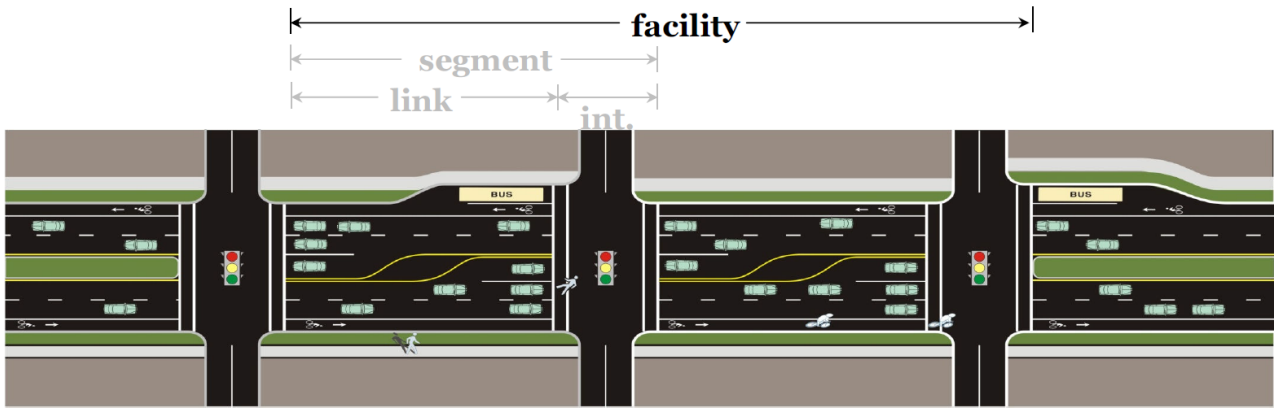 facility
segment
link
int.
BUS
BUS